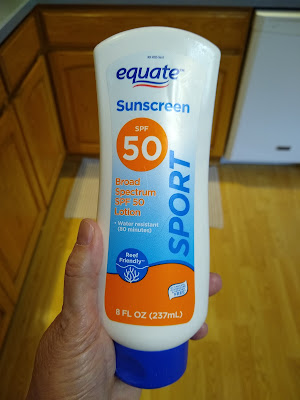 equate
Sunscreen
SPF
50
SPORT
Broad
Spectrum
SPF 50
Lotion
• Water resistant
(80 minutes)
Reef
Friendly
8 FL OZ (237mL)